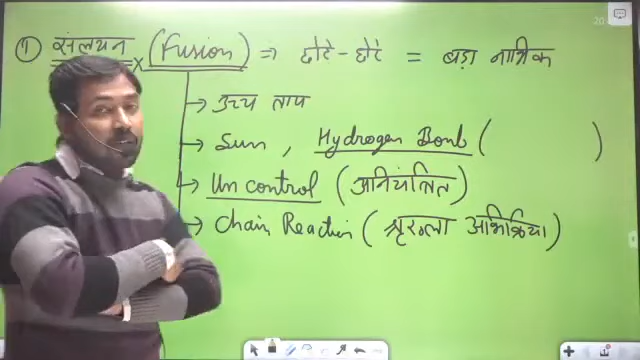 ① संलयन (Fusion) ⇒ छोटे-छोटे = बड़ा नाभिक
→ उच्च ताप
→ Sun, Hydrogen Bomb ( )
→ Un control (अनियंत्रित)
→ Chain Reaction (श्रृंखला अभिक्रिया)